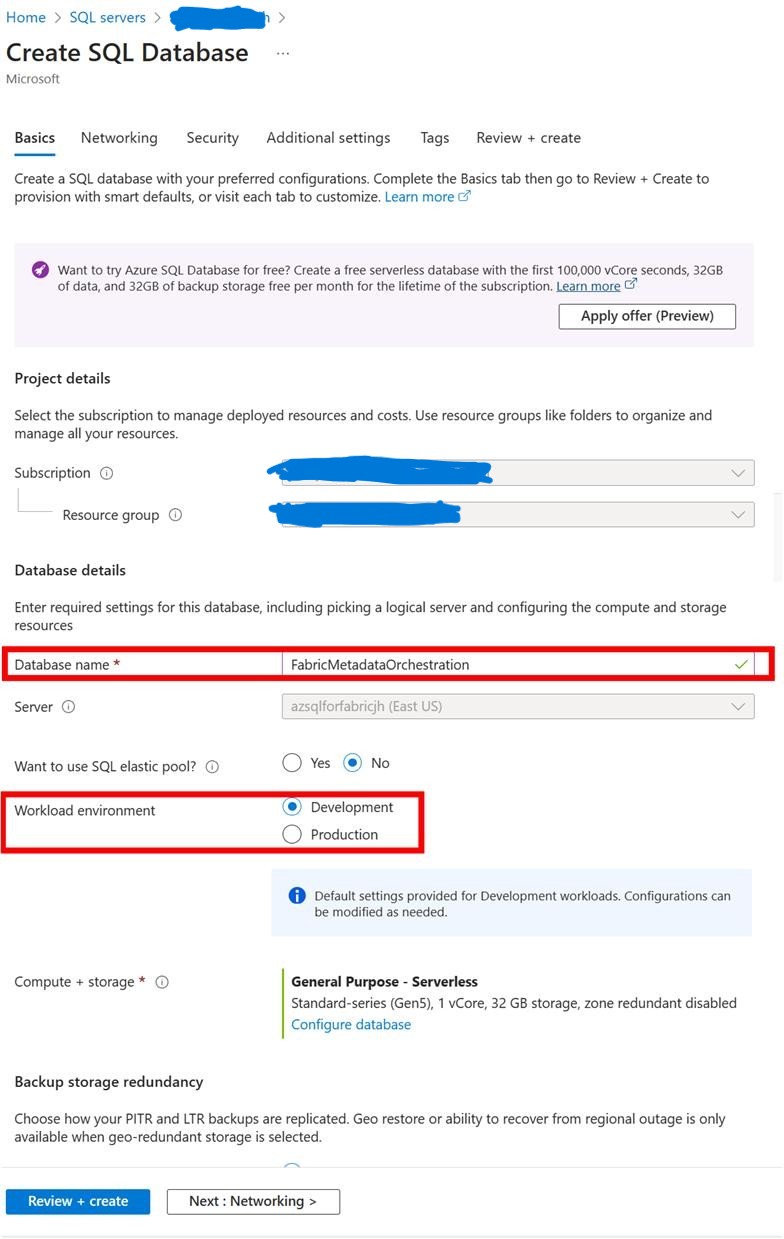 Home > SQL servers > h >
Create SQL Database ...
Microsoft
Basics Networking Security Additional settings Tags Review + create
Create a SQL database with your preferred configurations. Complete the Basics tab then go to Review + Create to
provision with smart defaults, or visit each tab to customize. Learn more
Want to try Azure SQL Database for free? Create a free serverless database with the first 100,000 vCore seconds, 32GB
of data, and 32GB of backup storage free per month for the lifetime of the subscription. Learn more
Apply offer (Preview)
Project details
Select the subscription to manage deployed resources and costs. Use resource groups like folders to organize and
manage all your resources.
Subscription
Resource group
Database details
Enter required settings for this database, including picking a logical server and configuring the compute and storage
resources
Database name * FabricMetadataOrchestration
Server azsqlforfabricjh (East US)
Want to use SQL elastic pool? Yes No
Workload environment Development
Production
Default settings provided for Development workloads. Configurations can
be modified as needed.
Compute + storage * General Purpose - Serverless
Standard-series (Gen5), 1 vCore, 32 GB storage, zone redundant disabled
Configure database
Backup storage redundancy
Choose how your PITR and LTR backups are replicated. Geo restore or ability to recover from regional outage is only
available when geo-redundant storage is selected.
Review + create Next : Networking >